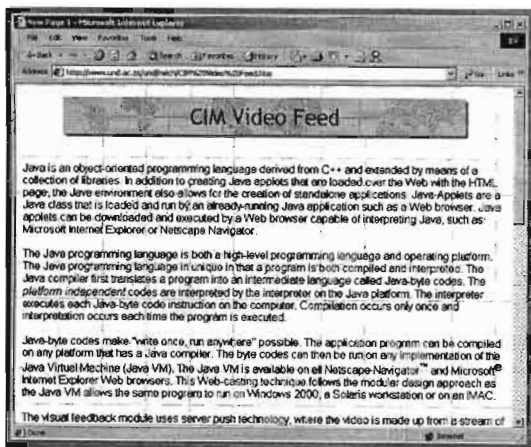 New Page 1 - Microsoft Internet Explorer
File Edit View Favorites Tools Help
Back Search Favorites History
Address Go Links
CIM Video Feed
Java is an object-oriented programming language derived from C++ and extended by means of a
collection of libraries. In addition to creating Java applets that are loaded over the Web with the HTML
page, the Java environment also allows for the creation of standalone applications. Java-Applets are a
Java class that is loaded and run by an already-running Java application such as a Web browser. Java
applets can be downloaded and executed by a Web browser capable of interpreting Java, such as
Microsoft Internet Explorer or Netscape Navigator.
The Java programming language is both a high-level programming language and operating platform.
The Java programming language in unique in that a program is both compiled and interpreted. The
Java compiler first translates a program into an intermediate language called Java-byte codes. The
platform independent codes are interpreted by the interpreter on the Java platform. The interpreter
executes each Java-byte code instruction on the computer. Compilation occurs only once and
interpretation occurs each time the program is executed.
Java-byte codes make "write once, run anywhere" possible. The application program can be compiled
on any platform that has a Java compiler. The byte codes can then be run on any implementation of the
Java Virtual Machine (Java VM). The Java VM is available on all Netscape-Navigator™ and Microsoft®
Internet Explorer Web browsers. This Web-casting technique follows the modular design approach as
the Java VM allows the same program to run on Windows 2000, a Solaris workstation or on an IMAC.
The visual feedback module uses server push technology, where the video is made up from a stream of
Done Internet